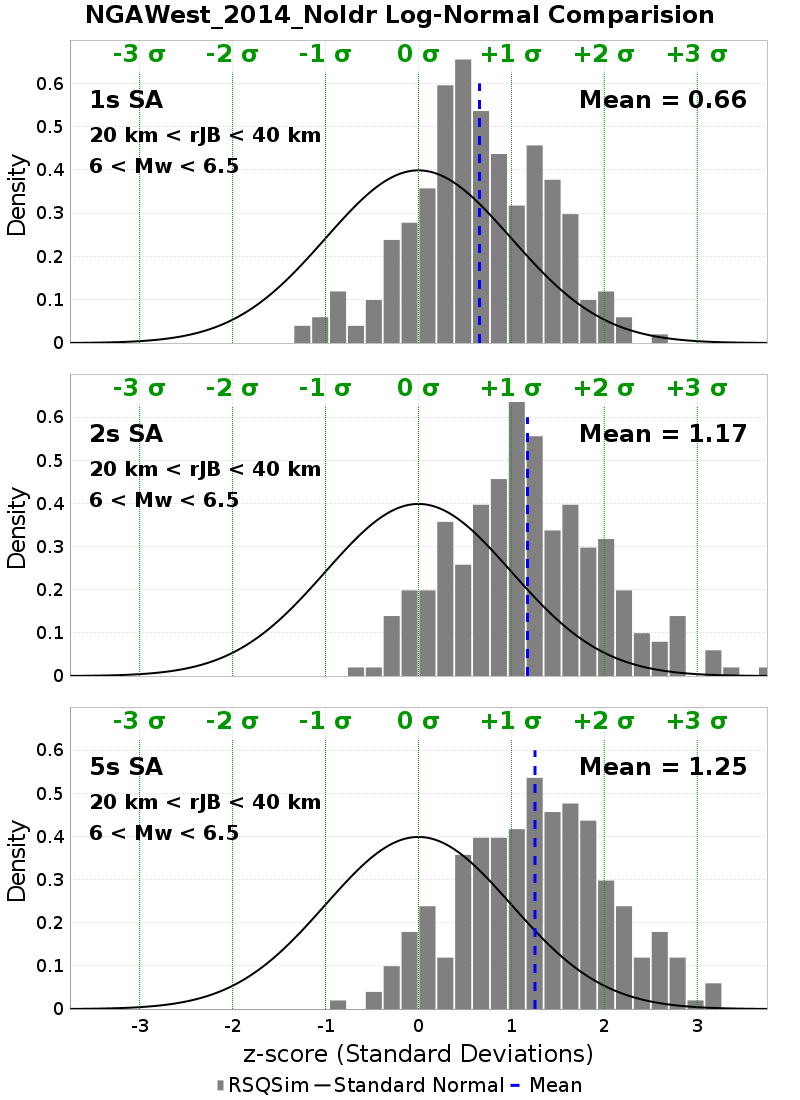 NGAWest_2014_NoIdr Log-Normal Comparision
-3 σ -2 σ -1 σ 0 σ +1 σ +2 σ +3 σ
1s SA
Mean = 0.66
20 km < rJB < 40 km
6 < Mw < 6.5
Density
0.6
0.5
0.4
0.3
0.2
0.1
0
-3 σ -2 σ -1 σ 0 σ +1 σ +2 σ +3 σ
2s SA
Mean = 1.17
20 km < rJB < 40 km
6 < Mw < 6.5
Density
0.6
0.5
0.4
0.3
0.2
0.1
0
-3 σ -2 σ -1 σ 0 σ +1 σ +2 σ +3 σ
5s SA
Mean = 1.25
20 km < rJB < 40 km
6 < Mw < 6.5
Density
0.6
0.5
0.4
0.3
0.2
0.1
0
-3 -2 -1 0 1 2 3
z-score (Standard Deviations)
RSQSim Standard Normal Mean